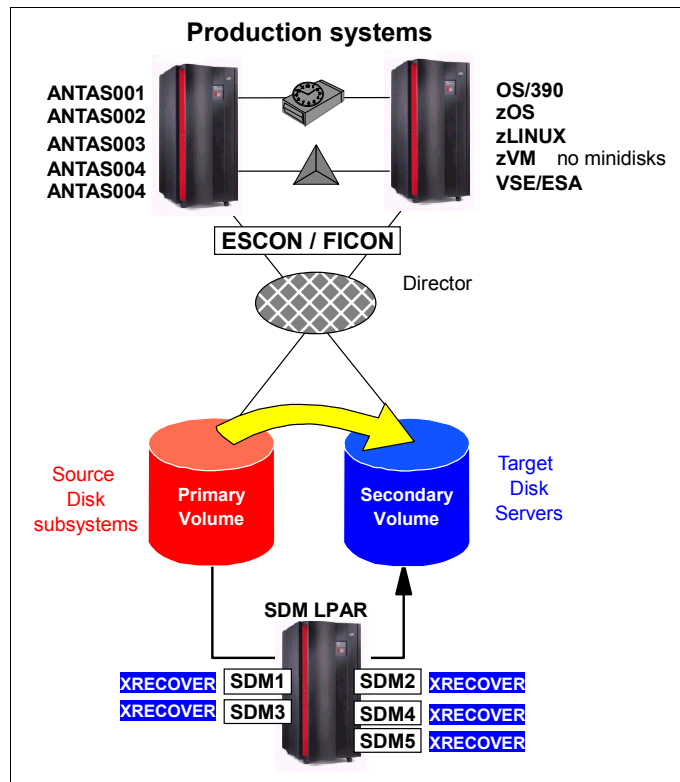 Production systems
ANTAS001
ANTAS002
ANTAS003
ANTAS004
ANTAS004
OS/390
zOS
zLINUX
zVM no minidisks
VSE/ESA
ESCON / FICON
Director
Source
Disk
subsystems
Primary
Volume
Secondary
Volume
Target
Disk
Servers
SDM LPAR
XRECOVER SDM1
XRECOVER SDM3
SDM2 XRECOVER
SDM4 XRECOVER
SDM5 XRECOVER